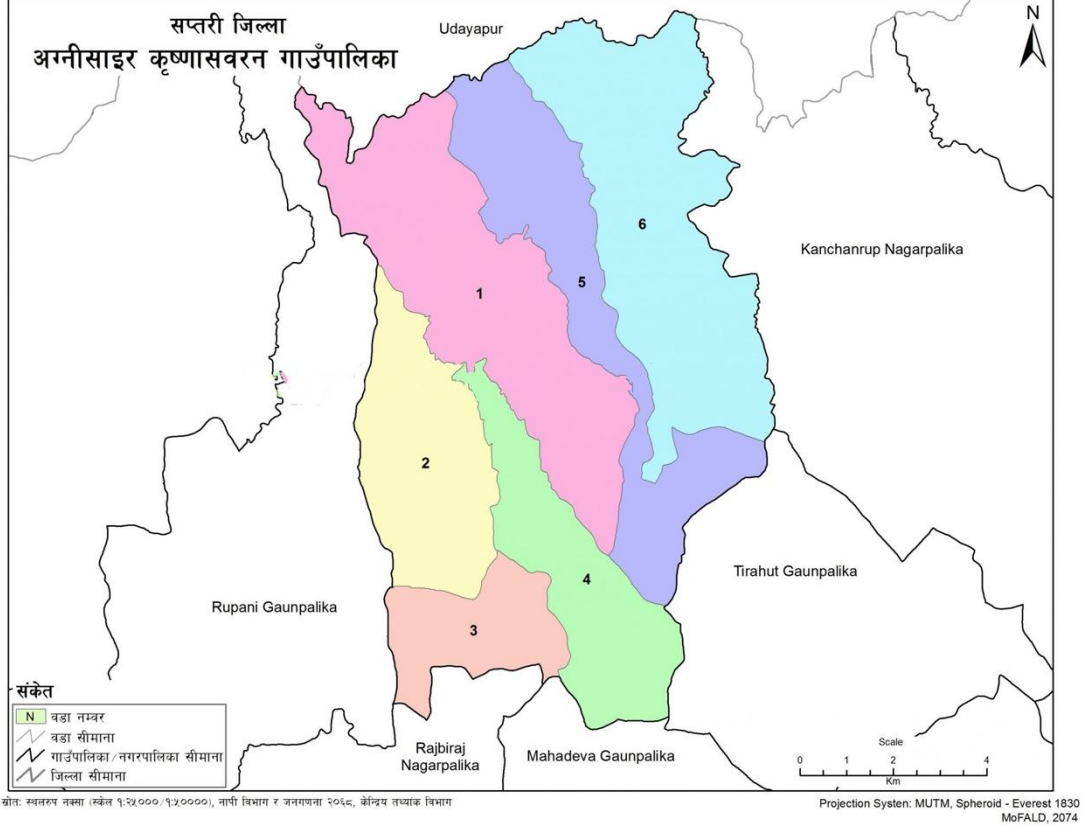 सप्तरी जिल्ला
अग्नीसाइर कृष्णासवरन गाउँपालिका
Udayapur
N
6
Kanchanrup Nagarpalika
5
1
2
4
Tirahut Gaunpalika
Rupani Gaunpalika
3
संकेत
N वडा नम्वर
वडा सीमाना
गाउँपालिका/नगरपालिका सीमाना
जिल्ला सीमाना
Rajbiraj
Nagarpalika
Mahadeva Gaunpalika
Scale
0 1 2 4
Km
स्रोत: स्थलरुप नक्सा (स्केल १:२५०००/१:५००००), नापी विभाग र जनगणना २०६८, केन्द्रिय तथ्यांक विभाग
Projection Systen: MUTM, Spheroid - Everest 1830
MoFALD, 2074